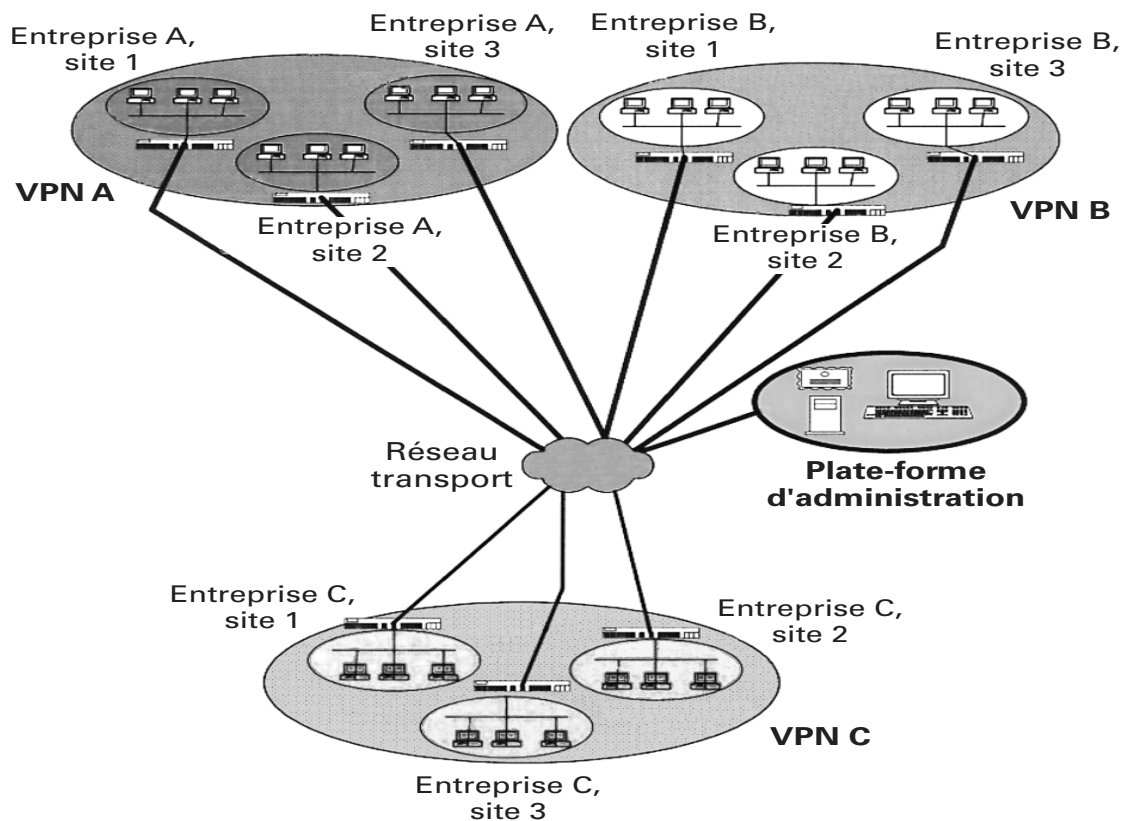 Entreprise A,
site 1
Entreprise A,
site 3
Entreprise B,
site 1
Entreprise B,
site 3
VPN A
Entreprise A,
site 2
Entreprise B,
site 2
VPN B
Réseau
transport
Plate-forme
d'administration
Entreprise C,
site 1
Entreprise C,
site 2
VPN C
Entreprise C,
site 3